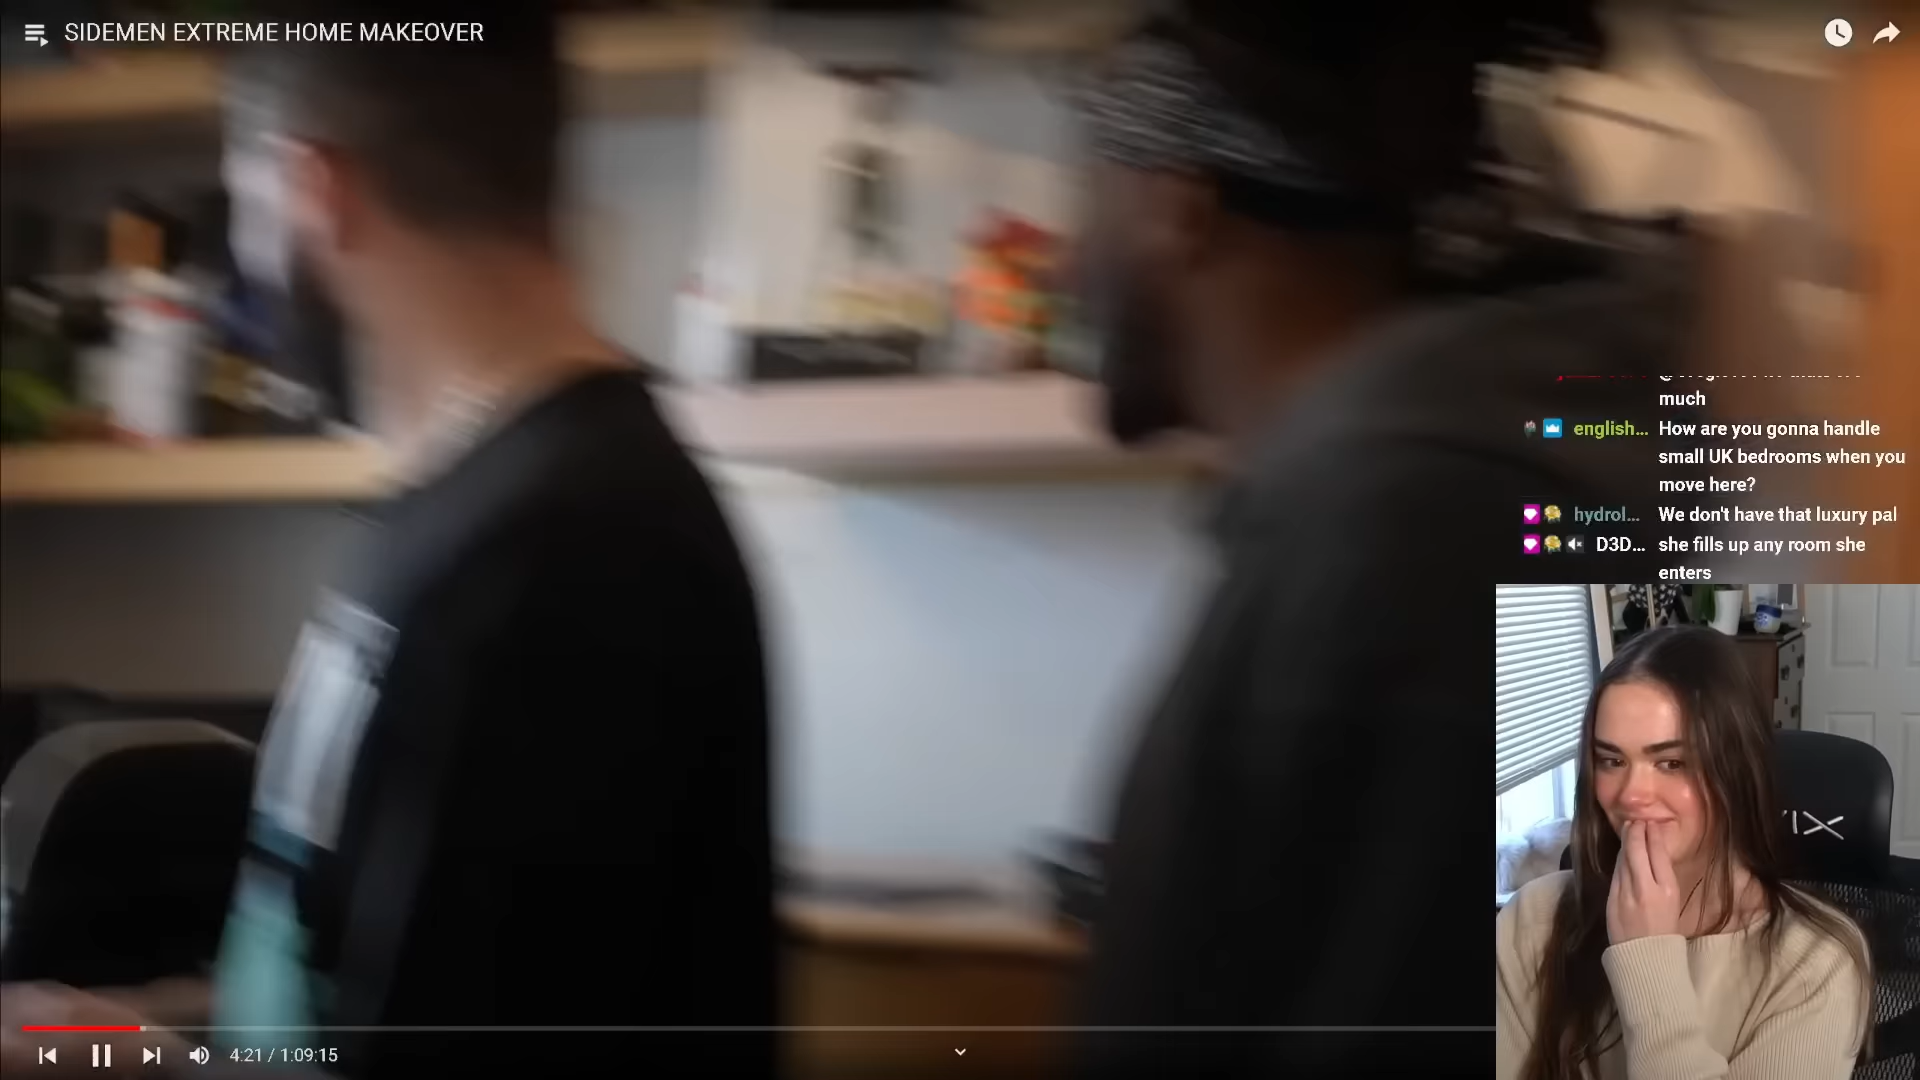 SIDEMEN EXTREME HOME MAKEOVER
much
english... How are you gonna handle
small UK bedrooms when you
move here?
hydrol... We don't have that luxury pal
D3D... she fills up any room she
enters
4:21 / 1:09:15